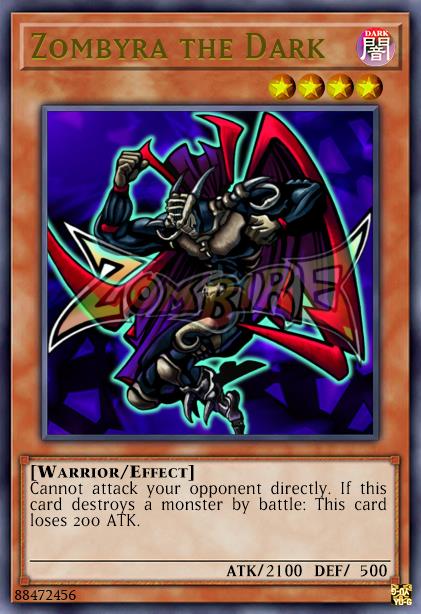 ZOMBYRA THE DARK
DARK
闇
ZOMBIRE
[WARRIOR/EFFECT]
Cannot attack your opponent directly. If this
card destroys a monster by battle: This card
loses 200 ATK.
ATK/2100 DEF/ 500
88472456